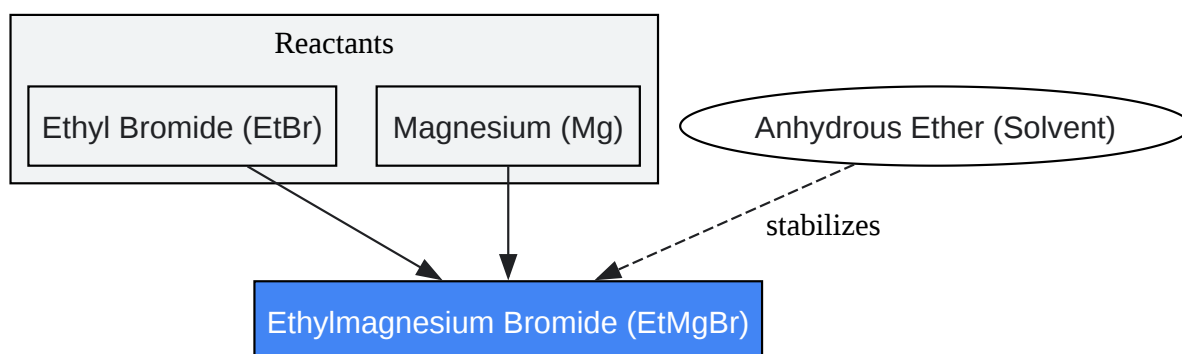 Reactants
Ethyl Bromide (EtBr)
Magnesium (Mg)
Anhydrous Ether (Solvent)
stabilizes
Ethylmagnesium Bromide (EtMgBr)